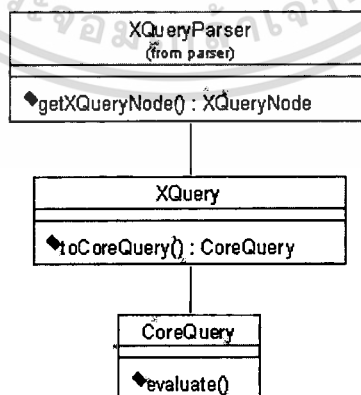 XQueryParser
(from parser)
getXQueryNode() : XQueryNode
XQuery
toCoreQuery() : CoreQuery
CoreQuery
evaluate()